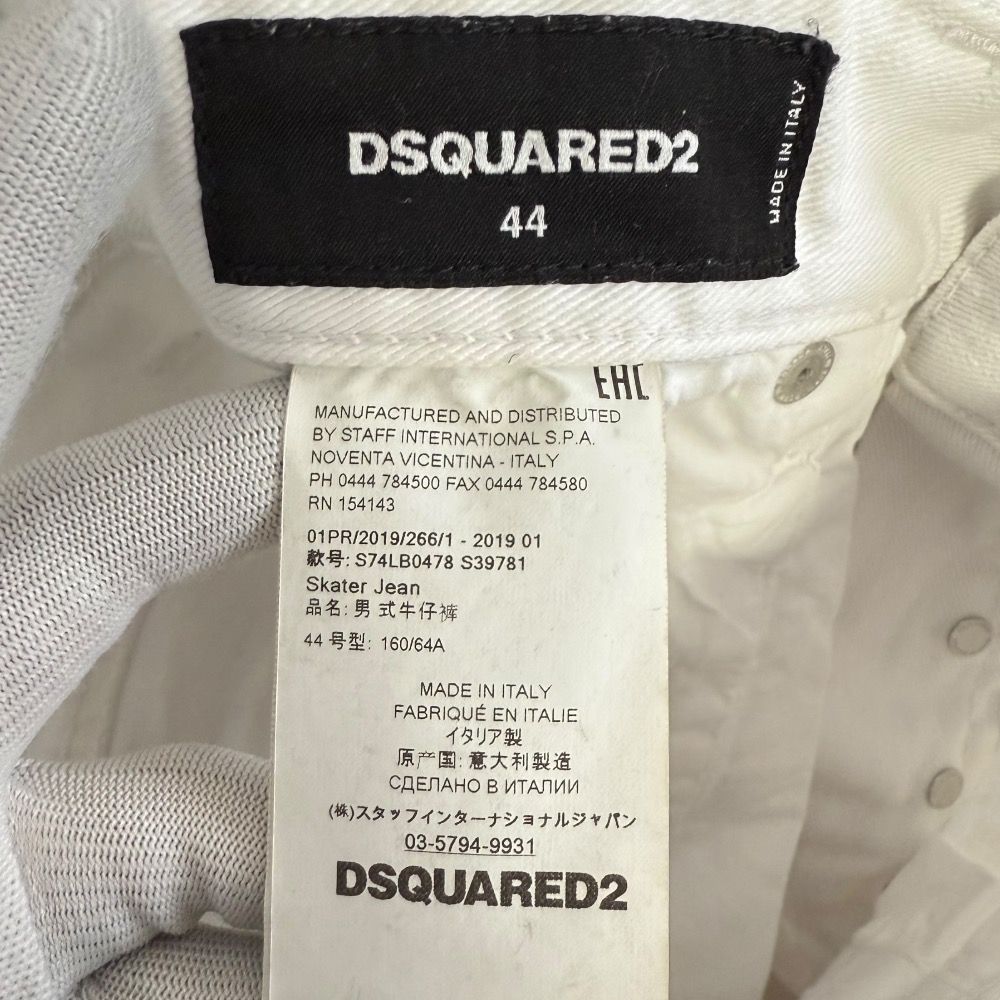 DSQUARED2
44
MADE IN ITALY
EAC
MANUFACTURED AND DISTRIBUTED
BY STAFF INTERNATIONAL S.P.A.
NOVENTA VICENTINA - ITALY
PH 0444 784500 FAX 0444 784580
RN 154143
01PR/2019/266/1 - 2019 01
款号: S74LB0478 S39781
Skater Jean
品名: 男 式牛仔裤
44 号型: 160/64A
MADE IN ITALY
FABRIQUÉ EN ITALIE
イタリア製
原产国: 意大利製造
СДЕЛАНО В ИТАЛИИ
(株)スタッフインターナショナルジャパン
03-5794-9931
DSQUARED2